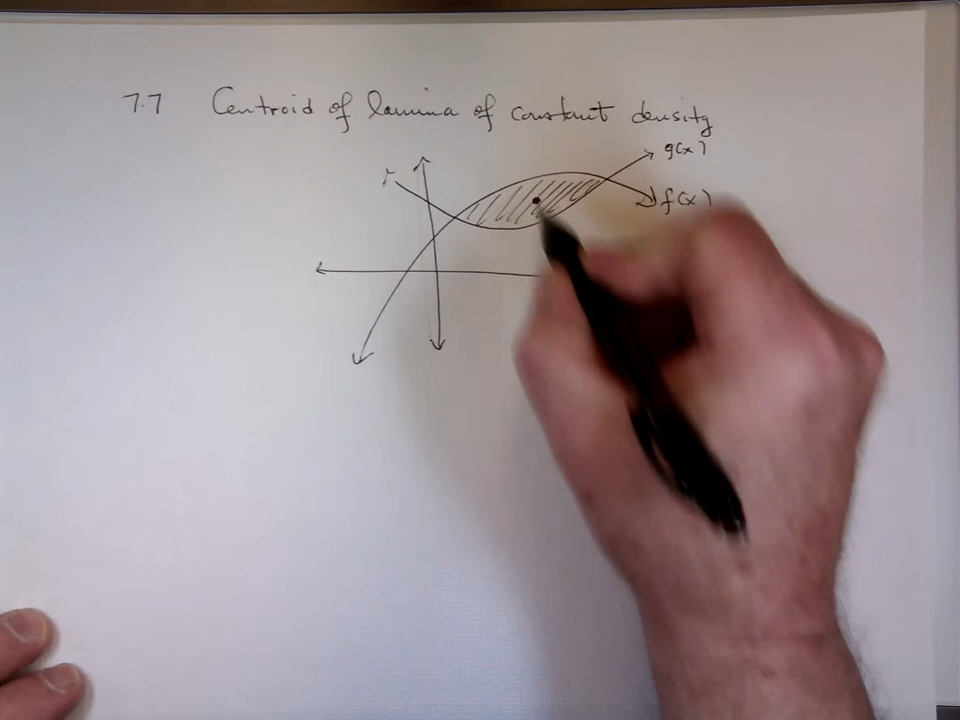 7.7 Centroid of lamina of constant density
g(x)
f(x)